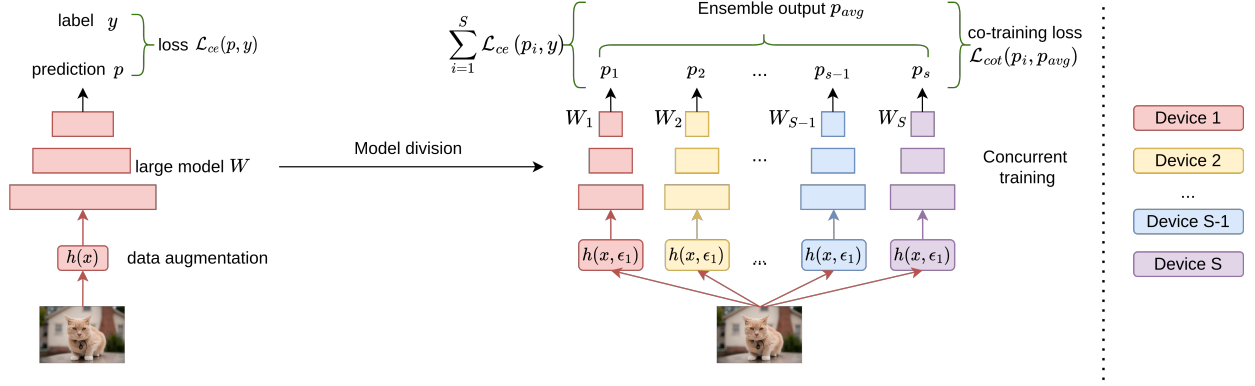 label y
loss ℒ_ce(p, y)
prediction p
large model W
h(x)
data augmentation
Model division
∑_{i=1}^{S} ℒ_ce (p_i, y)
Ensemble output p_avg
co-training loss
ℒ_cot(p_i, p_avg)
p_1 p_2 ... p_{s−1} p_s
W_1 W_2 W_{S−1} W_S
...
Concurrent
training
h(x, ϵ_1) h(x, ϵ_1) ... h(x, ϵ_1) h(x, ϵ_1)
Device 1
Device 2
...
Device S-1
Device S